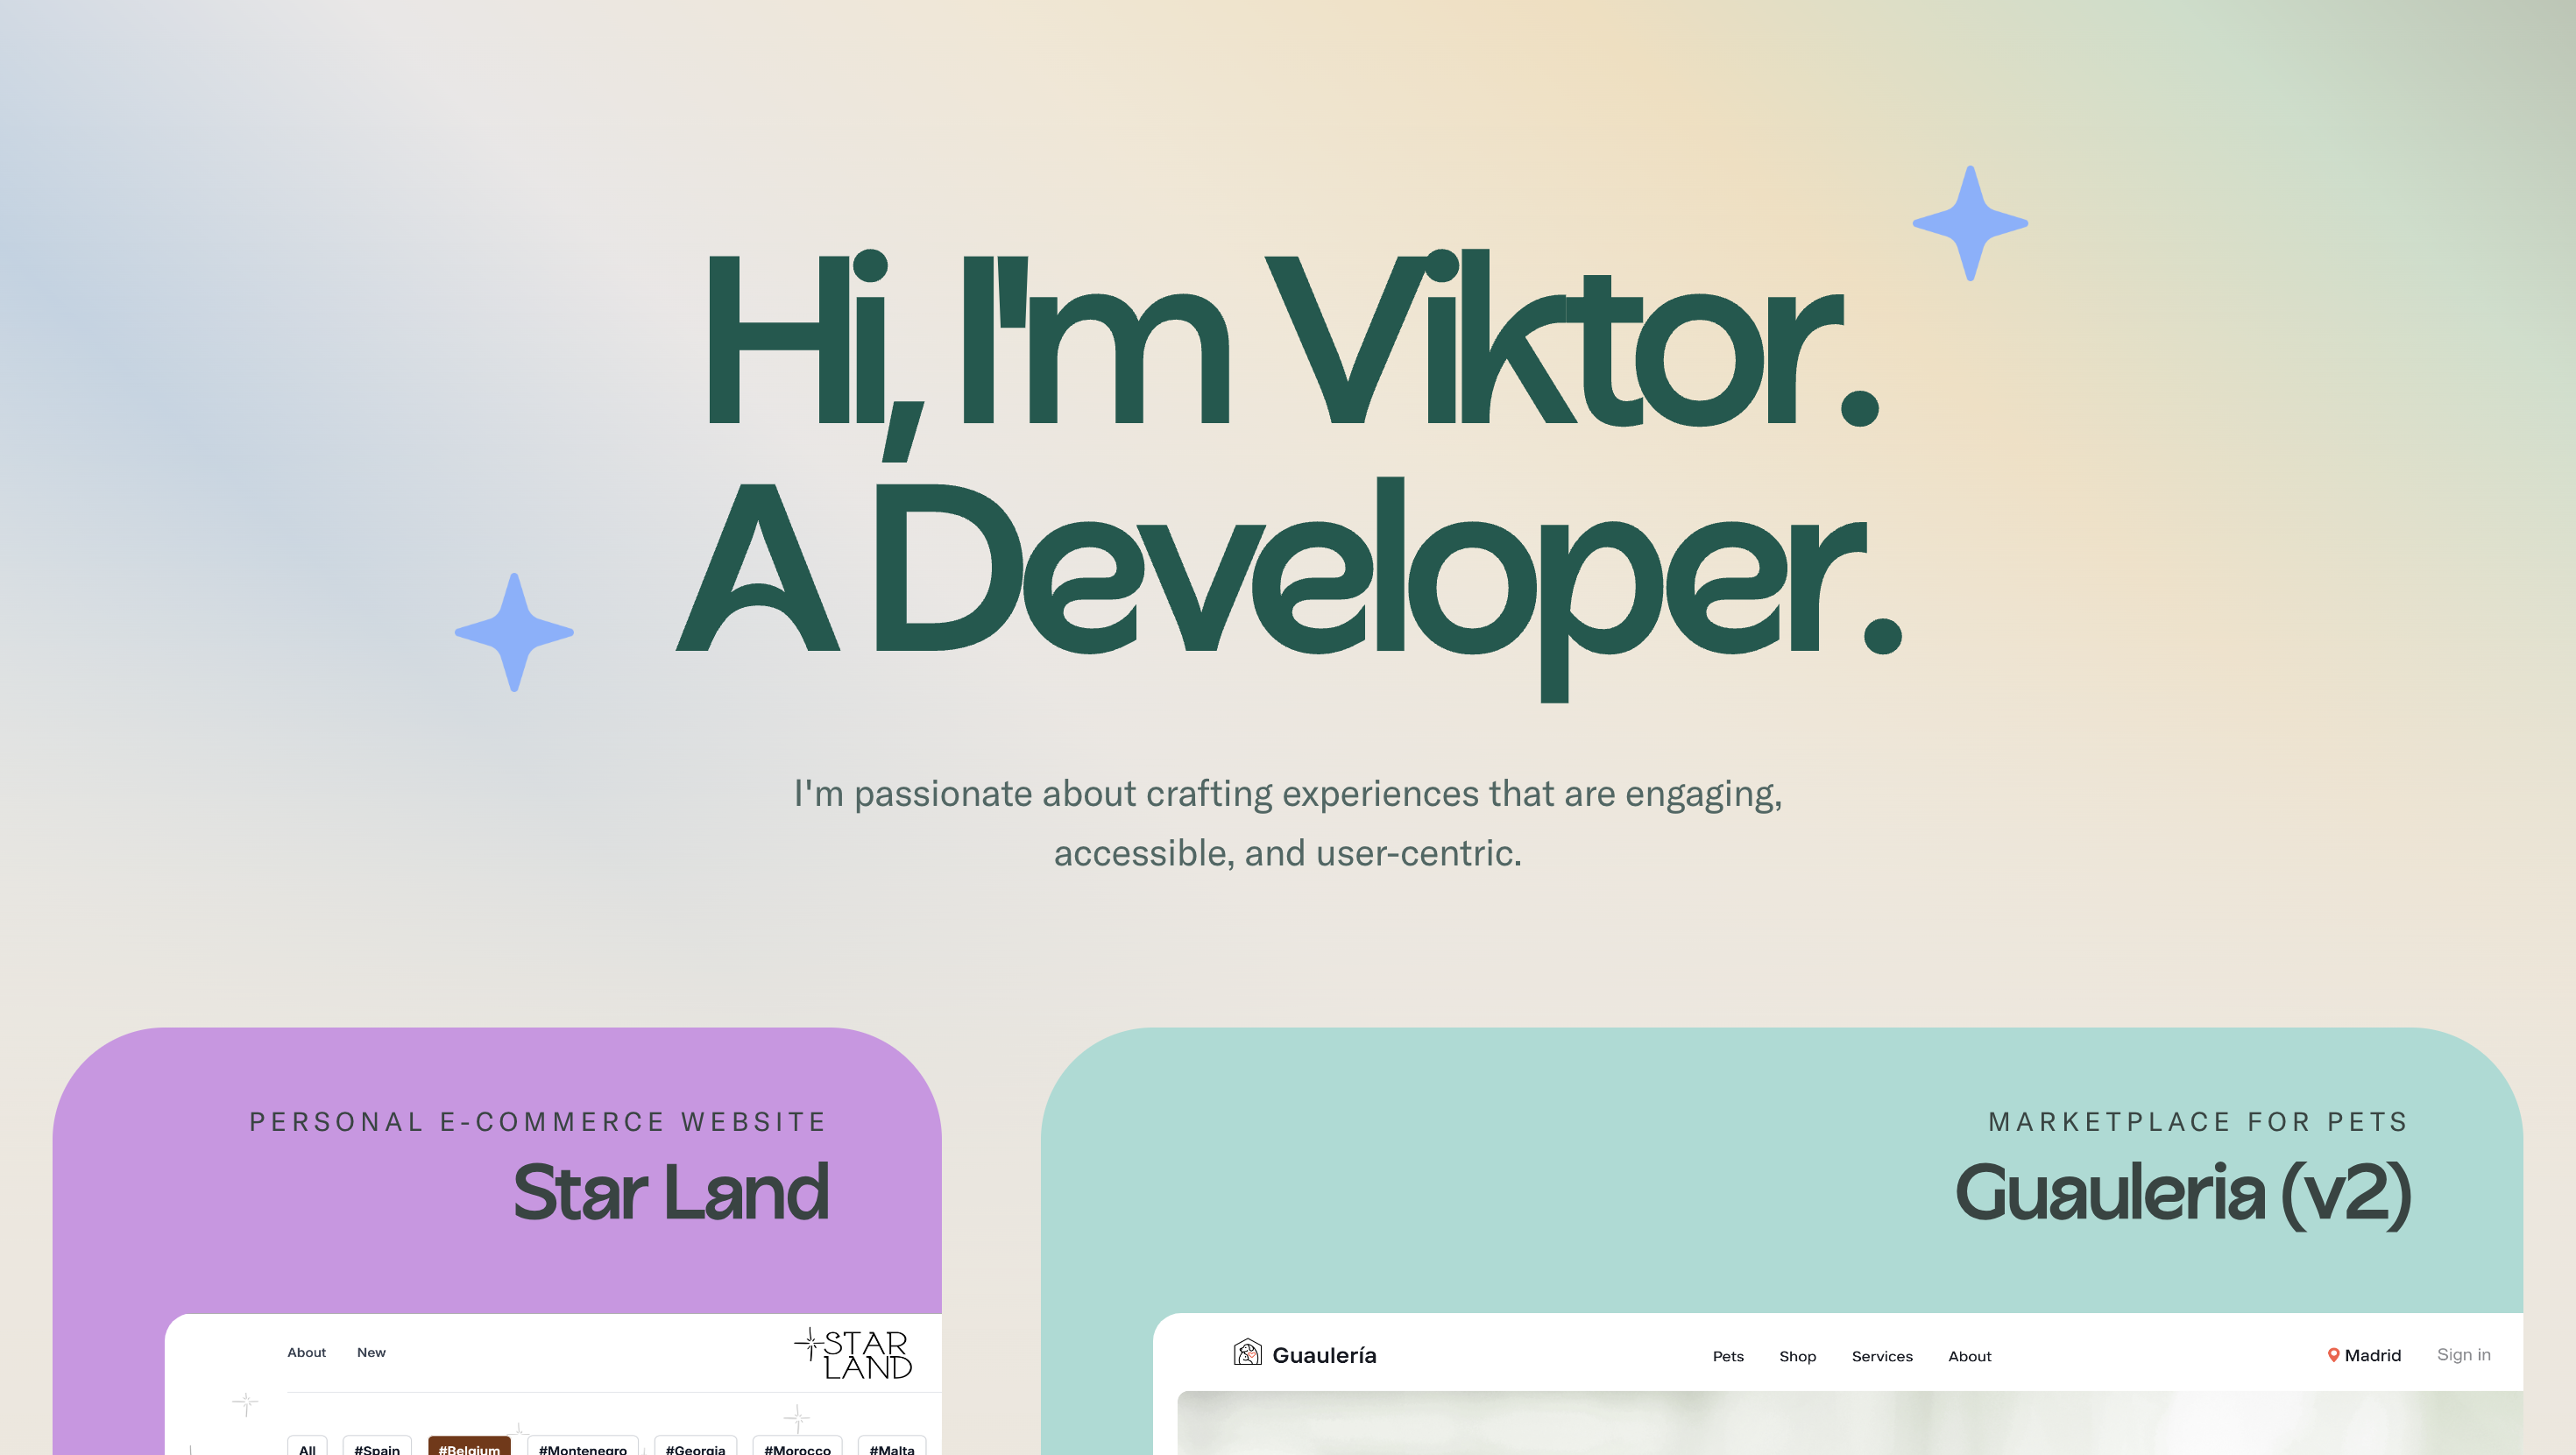 Hi, I'm Viktor.
A Developer.
I'm passionate about crafting experiences that are engaging,
accessible, and user-centric.
PERSONAL E-COMMERCE WEBSITE
Star Land
About New
STAR
LAND
All #Spain #Belgium #Montenegro #Georgia #Morocco #Malta
MARKETPLACE FOR PETS
Guauleria (v2)
Guaulería Pets Shop Services About Madrid Sign in